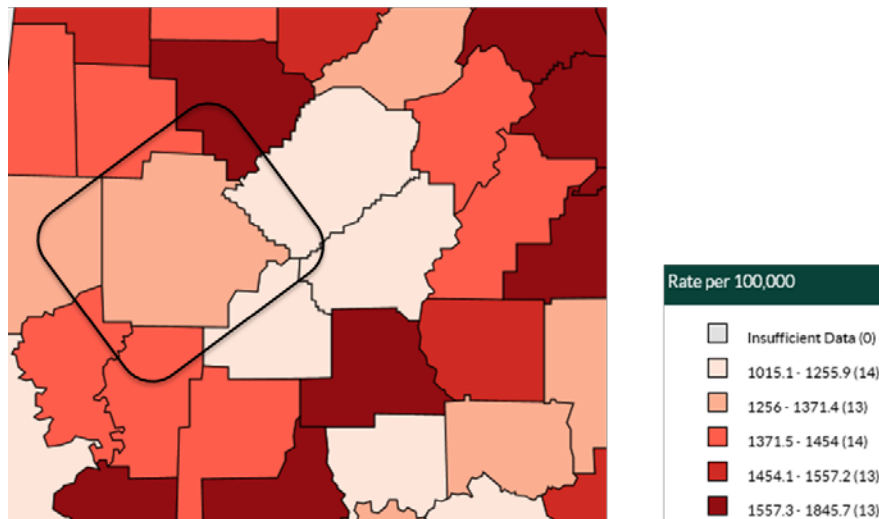 Rate per 100,000
Insufficient Data (0)
1015.1 - 1255.9 (14)
1256 - 1371.4 (13)
1371.5 - 1454 (14)
1454.1 - 1557.2 (13)
1557.3 - 1845.7 (13)